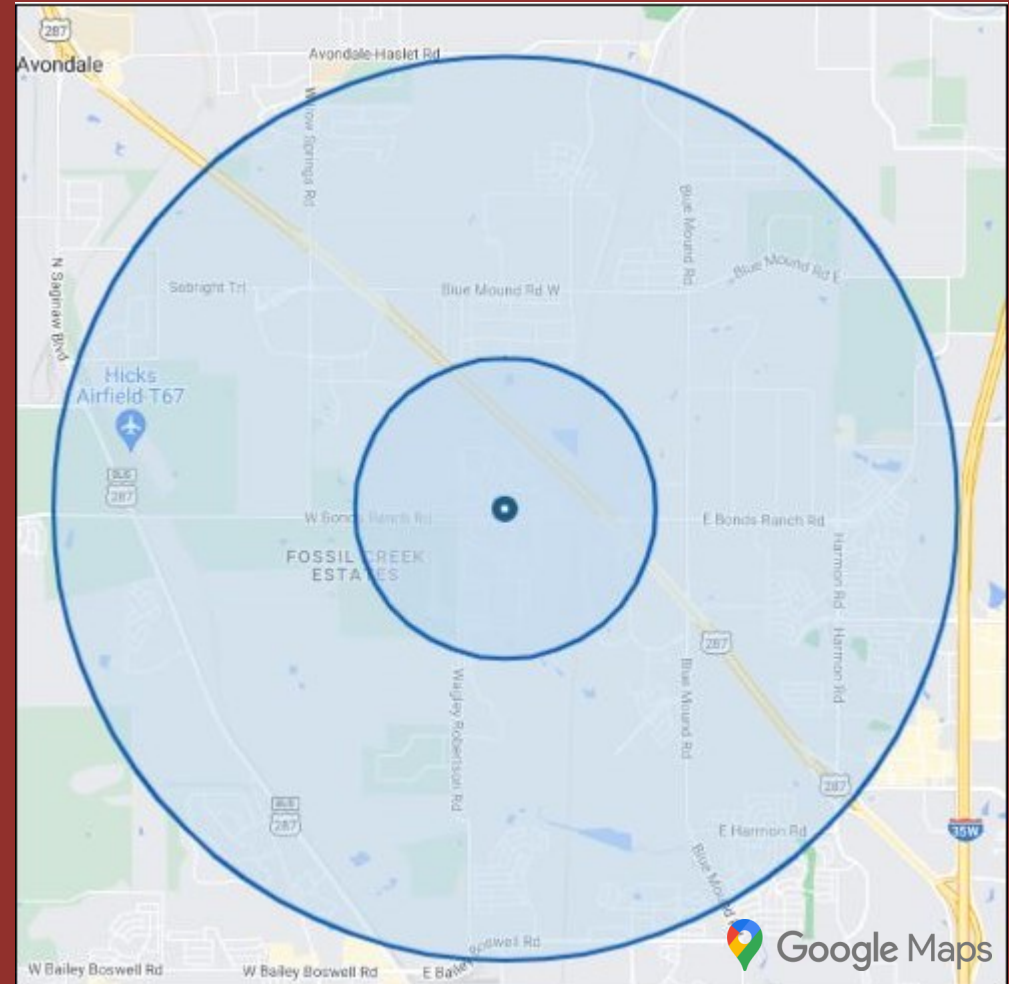 287
Avondale
Avondale-Haslet Rd
Willow Springs Rd
Blue Mound Rd
Blue Mound Rd E
N Saginaw Blvd
Sebright Trl
Blue Mound Rd W
Hicks
Airfield T67
BUS
287
W Bonds Ranch Rd
E Bonds Ranch Rd
FOSSIL CREEK
ESTATES
Harmon Rd
Harmon Rd
287
Wagley Robertson Rd
Blue Mound Rd
287
BUS
287
E Harmon Rd
35W
Blue Mound
Boswell Rd
W Bailey Boswell Rd
W Bailey Boswell Rd
E Bailey
Google Maps